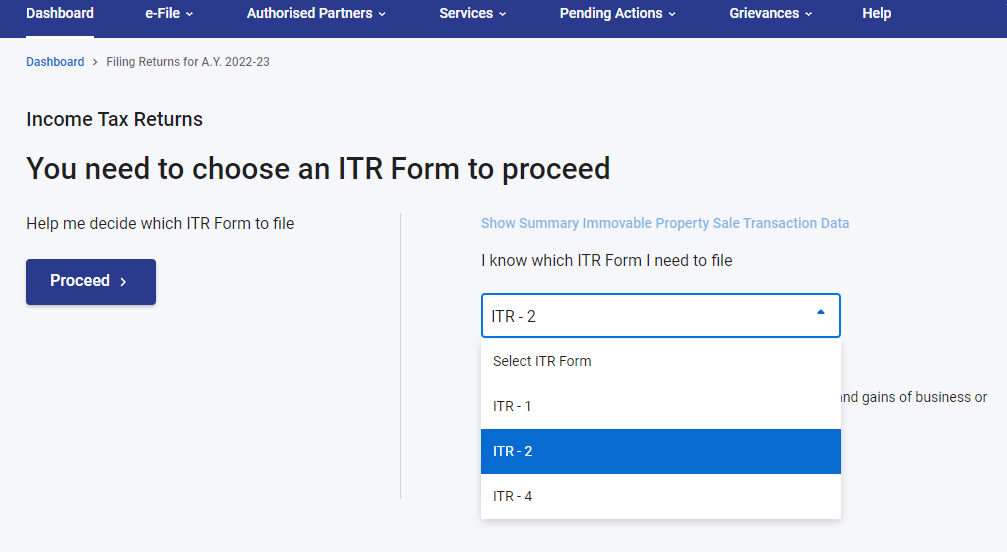 Dashboard e-File Authorised Partners Services Pending Actions Grievances Help
Dashboard > Filing Returns for A.Y. 2022-23
Income Tax Returns
You need to choose an ITR Form to proceed
Help me decide which ITR Form to file
Proceed >
Show Summary Immovable Property Sale Transaction Data
I know which ITR Form I need to file
ITR - 2
Select ITR Form
ITR - 1
and gains of business or
ITR - 2
ITR - 4